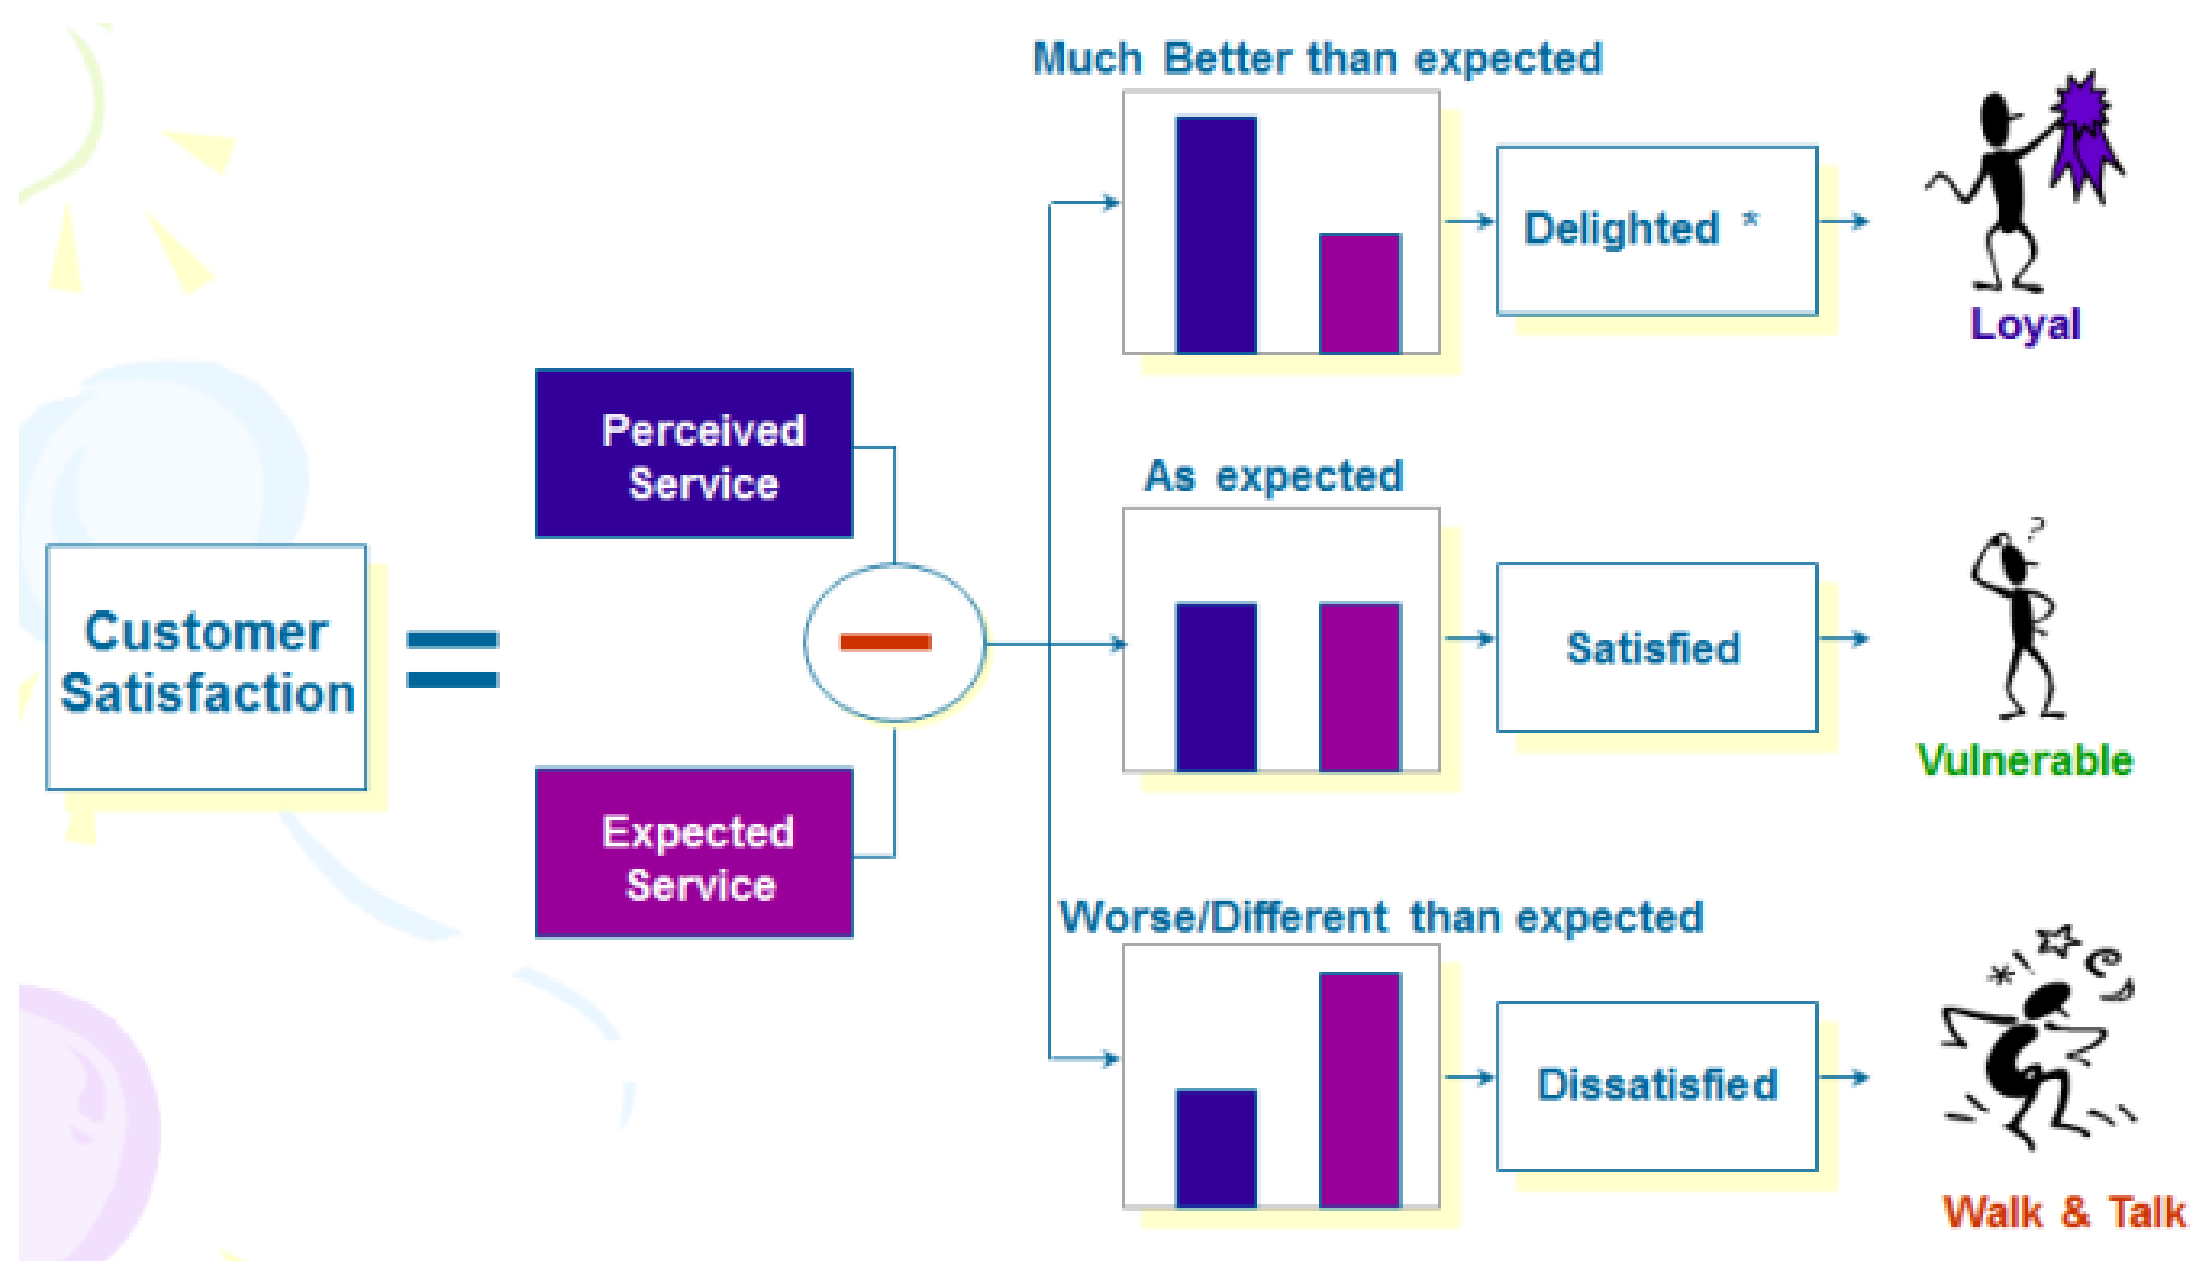 Much Better than expected
Delighted *
Loyal
Perceived
Service
As expected
Customer
Satisfaction
=
−
Satisfied
?
Vulnerable
Expected
Service
Worse/Different than expected
Dissatisfied
Walk & Talk